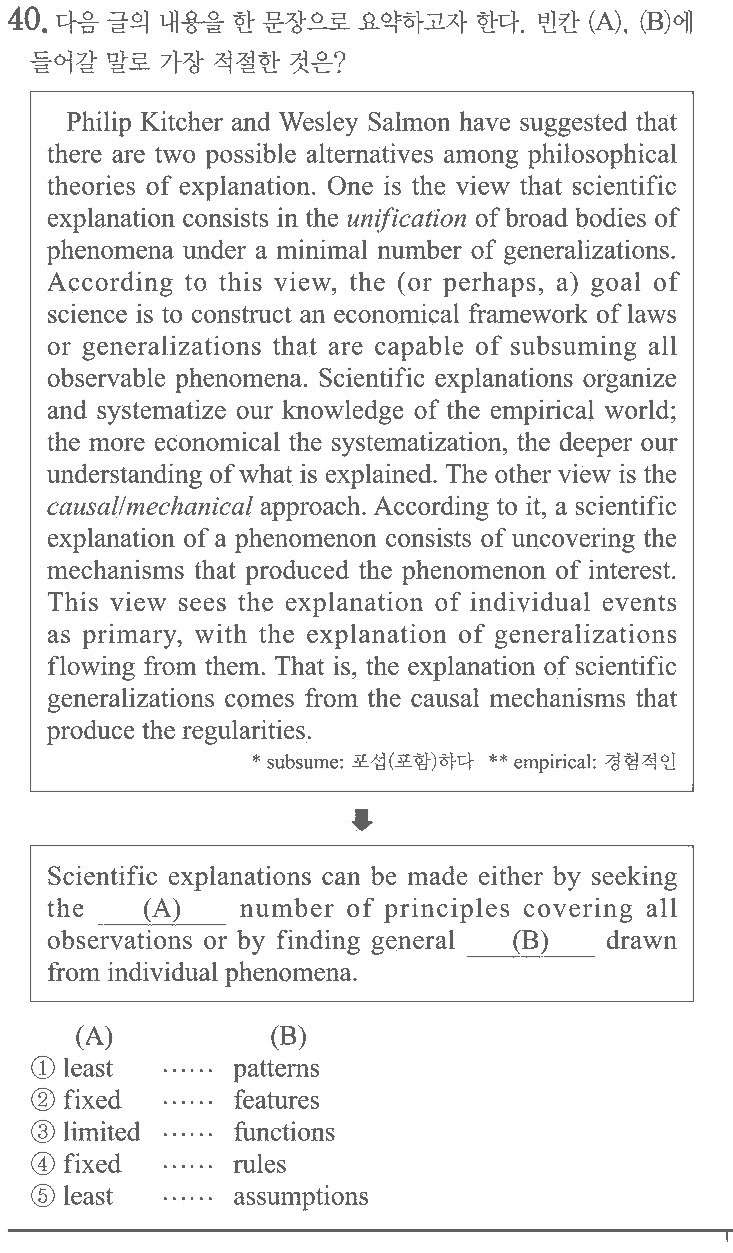 40. 다음 글의 내용을 한 문장으로 요약하고자 한다. 빈칸 (A), (B)에
들어갈 말로 가장 적절한 것은?
Philip Kitcher and Wesley Salmon have suggested that
there are two possible alternatives among philosophical
theories of explanation. One is the view that scientific
explanation consists in the unification of broad bodies of
phenomena under a minimal number of generalizations.
According to this view, the (or perhaps, a) goal of
science is to construct an economical framework of laws
or generalizations that are capable of subsuming all
observable phenomena. Scientific explanations organize
and systematize our knowledge of the empirical world;
the more economical the systematization, the deeper our
understanding of what is explained. The other view is the
causal/mechanical approach. According to it, a scientific
explanation of a phenomenon consists of uncovering the
mechanisms that produced the phenomenon of interest.
This view sees the explanation of individual events
as primary, with the explanation of generalizations
flowing from them. That is, the explanation of scientific
generalizations comes from the causal mechanisms that
produce the regularities.
* subsume: 포섭(포함)하다 ** empirical: 경험적인
Scientific explanations can be made either by seeking
the (A) number of principles covering all
observations or by finding general (B) drawn
from individual phenomena.
(A) (B)
① least …… patterns
② fixed …… features
③ limited …… functions
④ fixed …… rules
⑤ least …… assumptions